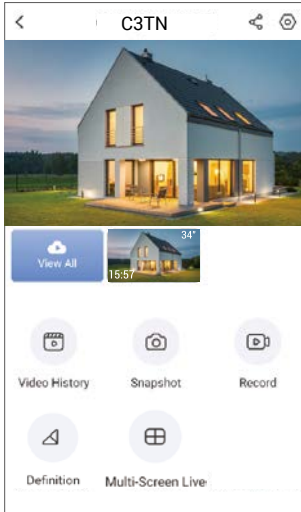 C3TN
View All
34"
15:57
Video History
Snapshot
Record
Definition
Multi-Screen Live